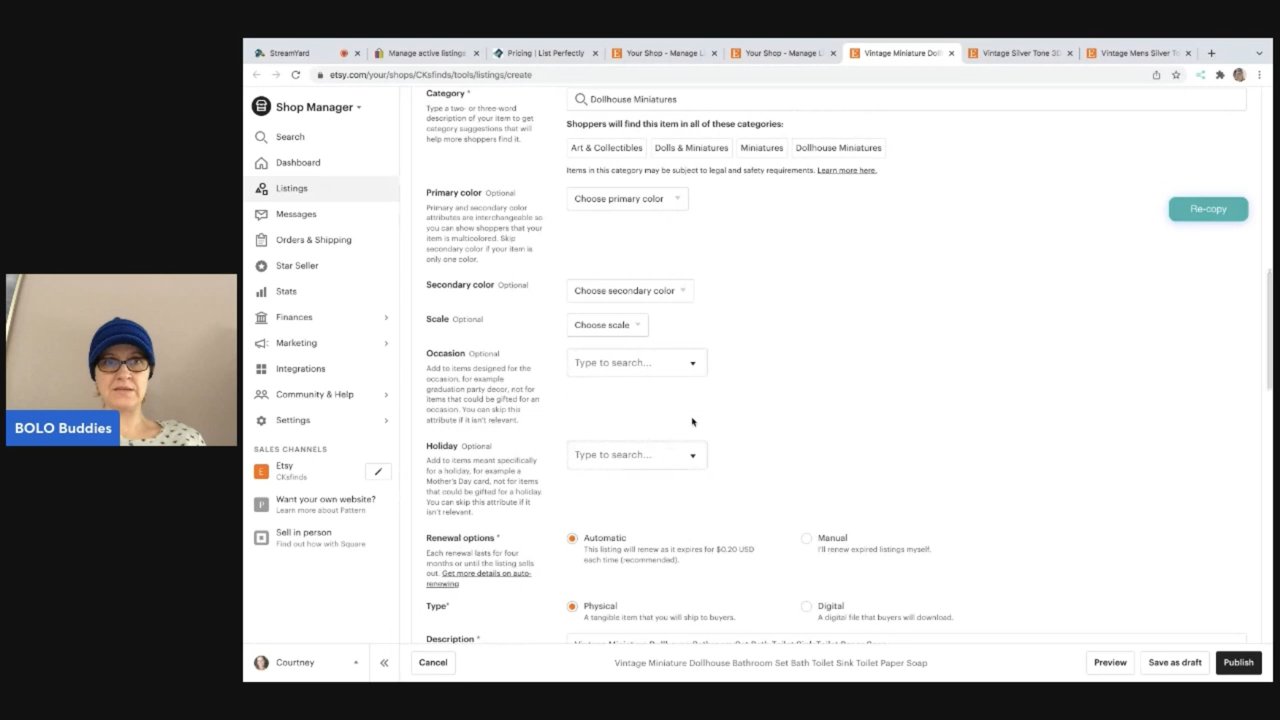 StreamYard
Manage active listings
Pricing | List Perfectly
Your Shop - Manage L
Your Shop - Manage L
Vintage Miniature Doll
Vintage Silver Tone 3D
Vintage Mens Silver T
etsy.com/your/shops/CKsfinds/tools/listings/create
Shop Manager
Search
Dashboard
Listings
Messages
Orders & Shipping
Star Seller
Stats
Finances
Marketing
Integrations
Community & Help
Settings
SALES CHANNELS
Etsy
CKsfinds
Want your own website?
Learn more about Pattern
Sell in person
Find out how with Square
Courtney
Category *
Type a two- or three-word
description of your item to get
category suggestions that will
help more shoppers find it.
Dollhouse Miniatures
Shoppers will find this item in all of these categories:
Art & Collectibles
Dolls & Miniatures
Miniatures
Dollhouse Miniatures
Items in this category may be subject to legal and safety requirements. Learn more here.
Primary color Optional
Primary and secondary color
attributes are interchangeable so
you can show shoppers that your
item is multicolored. Skip
secondary color if your item is
only one color.
Choose primary color
Re-copy
Secondary color Optional
Choose secondary color
Scale Optional
Choose scale
Occasion Optional
Add to items designed for the
occasion, for example
graduation party decor, not for
items that could be gifted for an
occasion. You can skip this
attribute if it isn't relevant.
Type to search...
Holiday Optional
Add to items meant specifically
for a holiday, for example a
Mother's Day card, not for items
that could be gifted for a holiday.
You can skip this attribute if it
isn't relevant.
Type to search...
Renewal options *
Each renewal lasts for four
months or until the listing sells
out. Get more details on auto-
renewing
Automatic
This listing will renew as it expires for $0.20 USD
each time (recommended).
Manual
I'll renew expired listings myself.
Type*
Physical
A tangible item that you will ship to buyers.
Digital
A digital file that buyers will download.
Description *
Vintage Miniature Dollhouse Bathroom Set Bath Toilet Sink Toilet Paper Soap
Cancel
Vintage Miniature Dollhouse Bathroom Set Bath Toilet Sink Toilet Paper Soap
Preview
Save as draft
Publish
BOLO Buddies